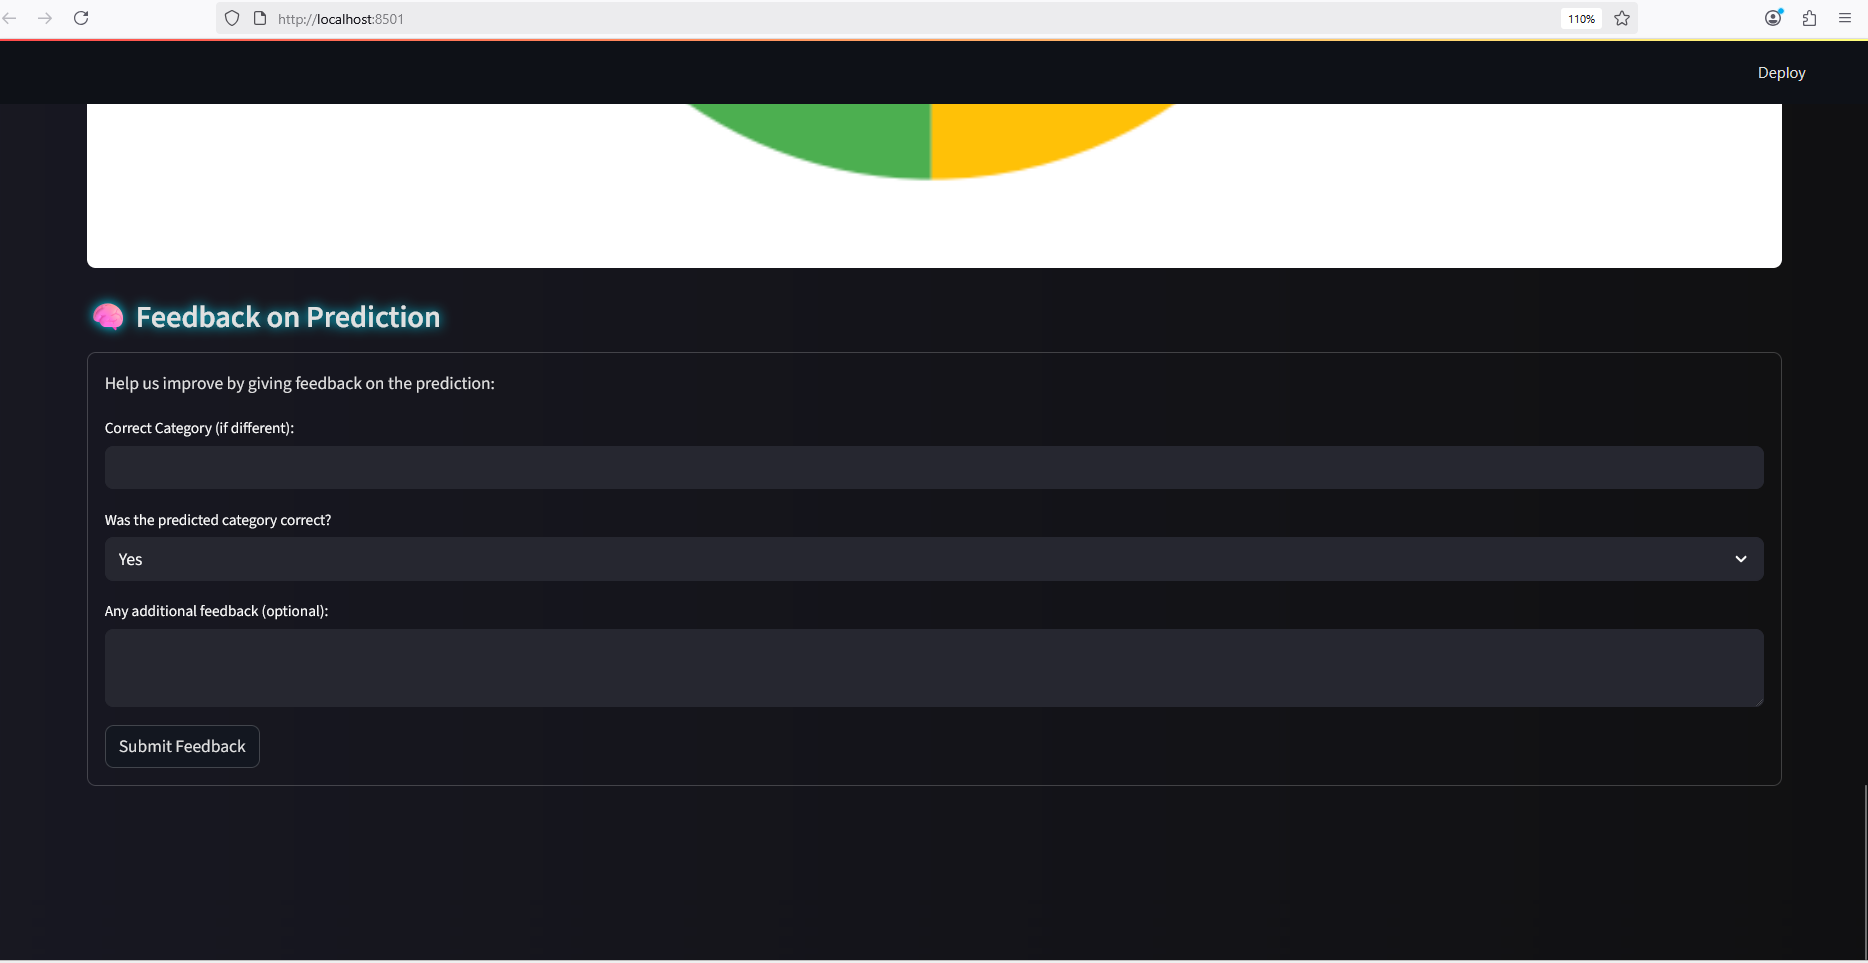 http://localhost:8501
110%
Deploy
Feedback on Prediction
Help us improve by giving feedback on the prediction:
Correct Category (if different):
Was the predicted category correct?
Yes
Any additional feedback (optional):
Submit Feedback